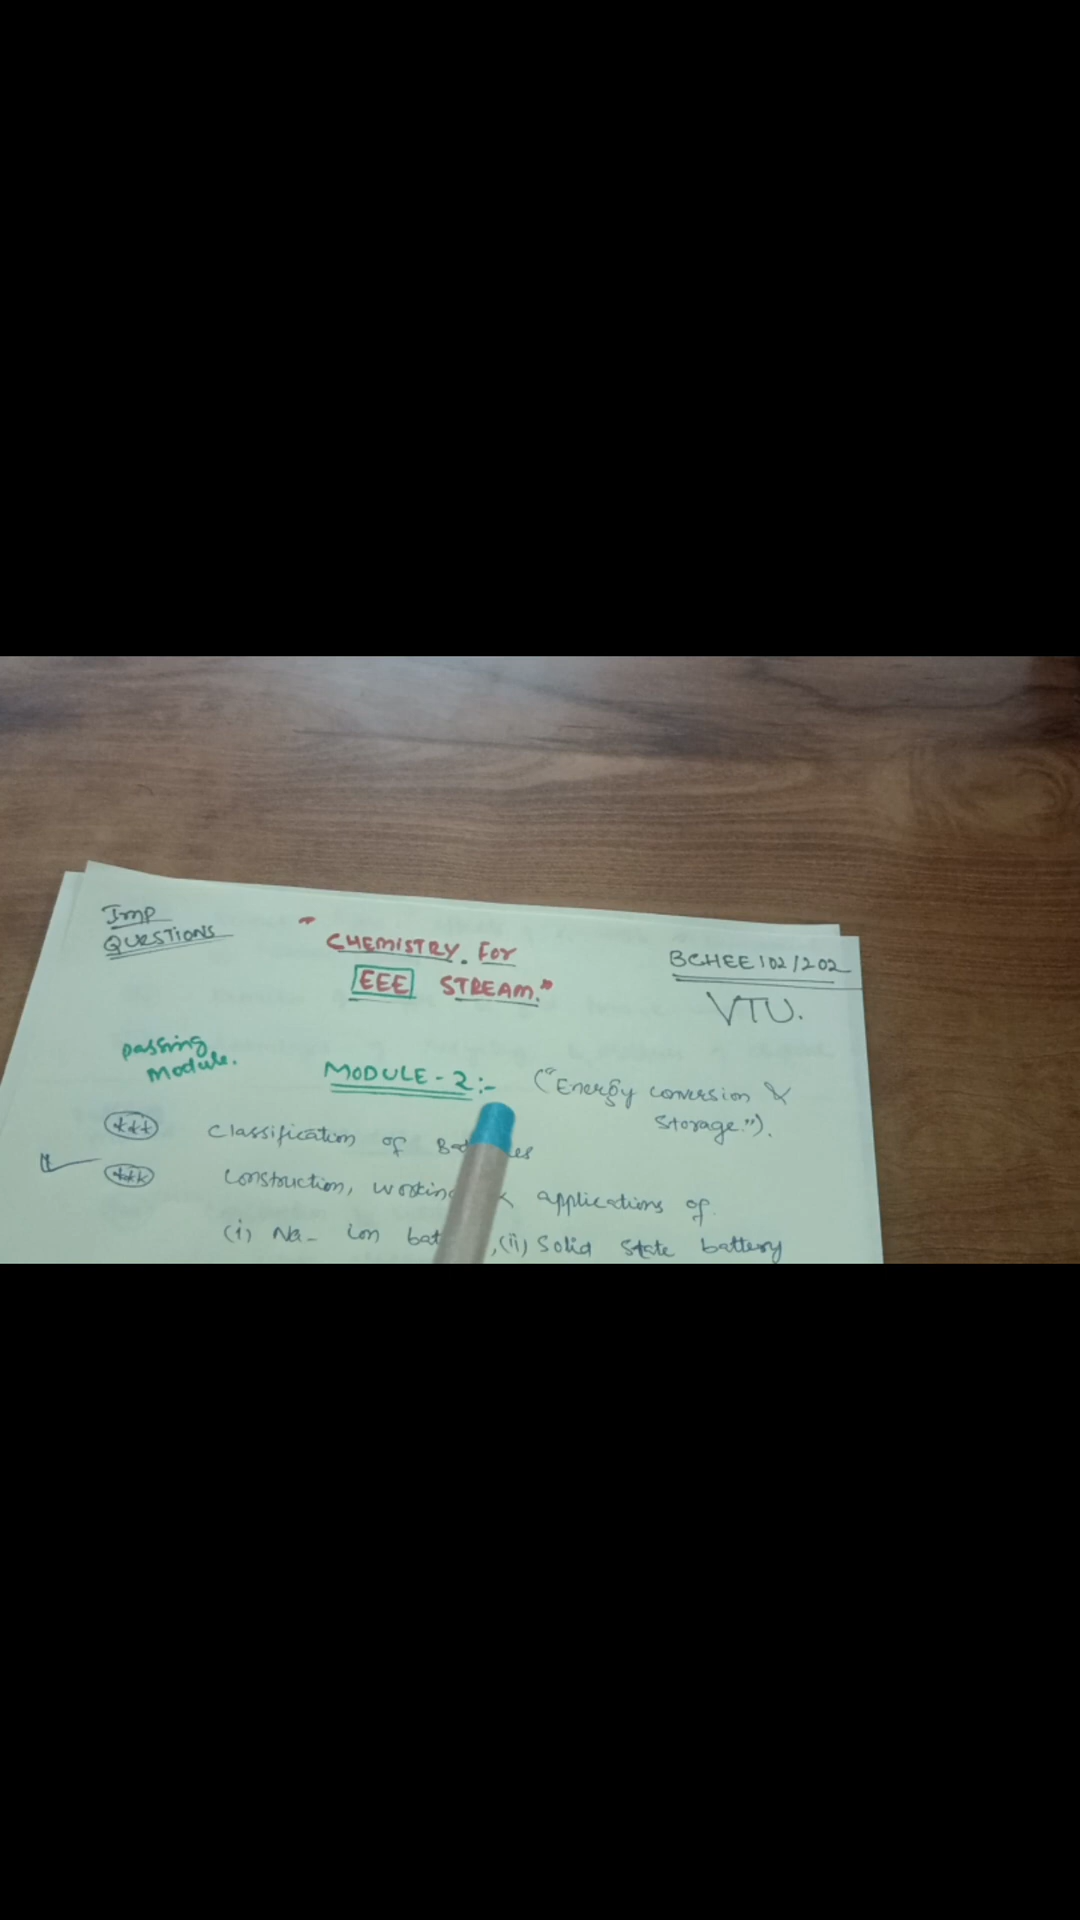 Imp
QUESTIONS
" CHEMISTRY FOR
EEE STREAM."
BCHEE102/202
VTU.
passing
Module.
MODULE-2:-
("Energy conversion &
Storage.").
*** Classification of
*** construction, working applications of
(i) Na- ion (ii) Solid state battery